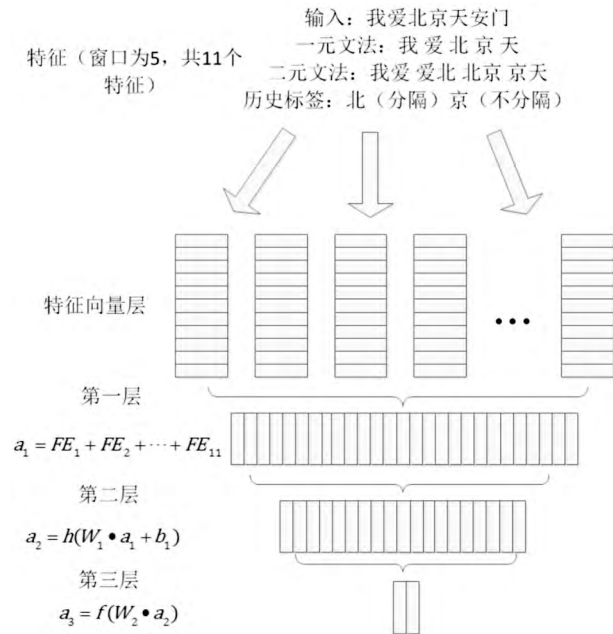 输入：我爱北京天安门
一元文法：我 爱 北 京 天
二元文法：我爱 爱北 北京 京天
历史标签：北（分隔）京（不分隔）
特征（窗口为5，共11个
特征）
特征向量层
第一层
a₁ = FE₁ + FE₂ + ⋯ + FE₁₁
第二层
a₂ = h(W₁ • a₁ + b₁)
第三层
a₃ = f(W₂ • a₂)